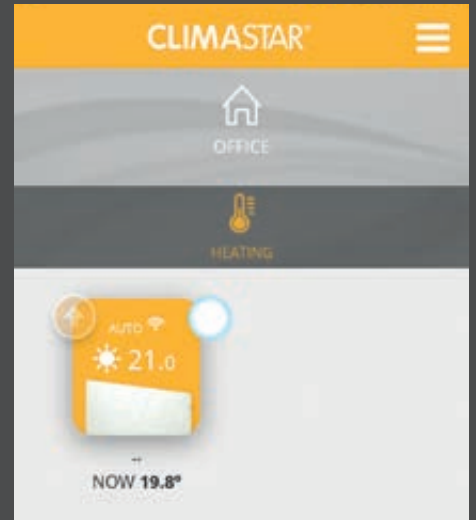 CLIMASTAR®
OFFICE
HEATING
AUTO
21.0
--
NOW 19.8º